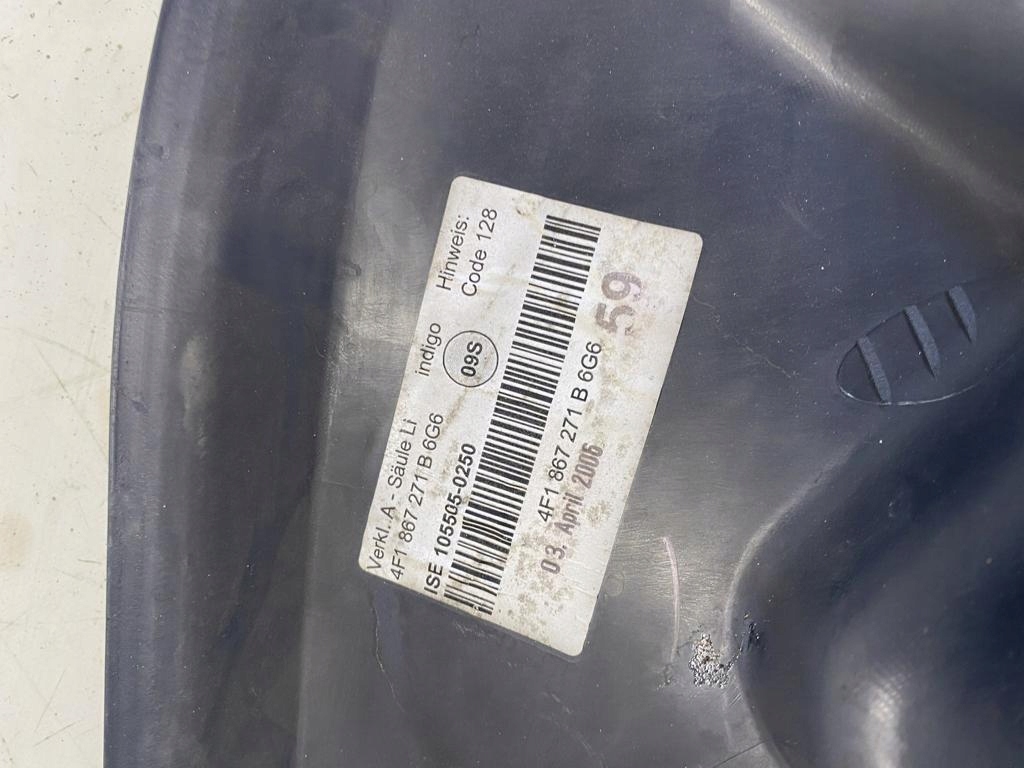 Verkl. A - Säule Li
4F1 867 271 B 6G6 indigo Hinweis:
ISE 105505-0250 09S Code 128
4F1 867 271 B 6G6
03. April 2006 59